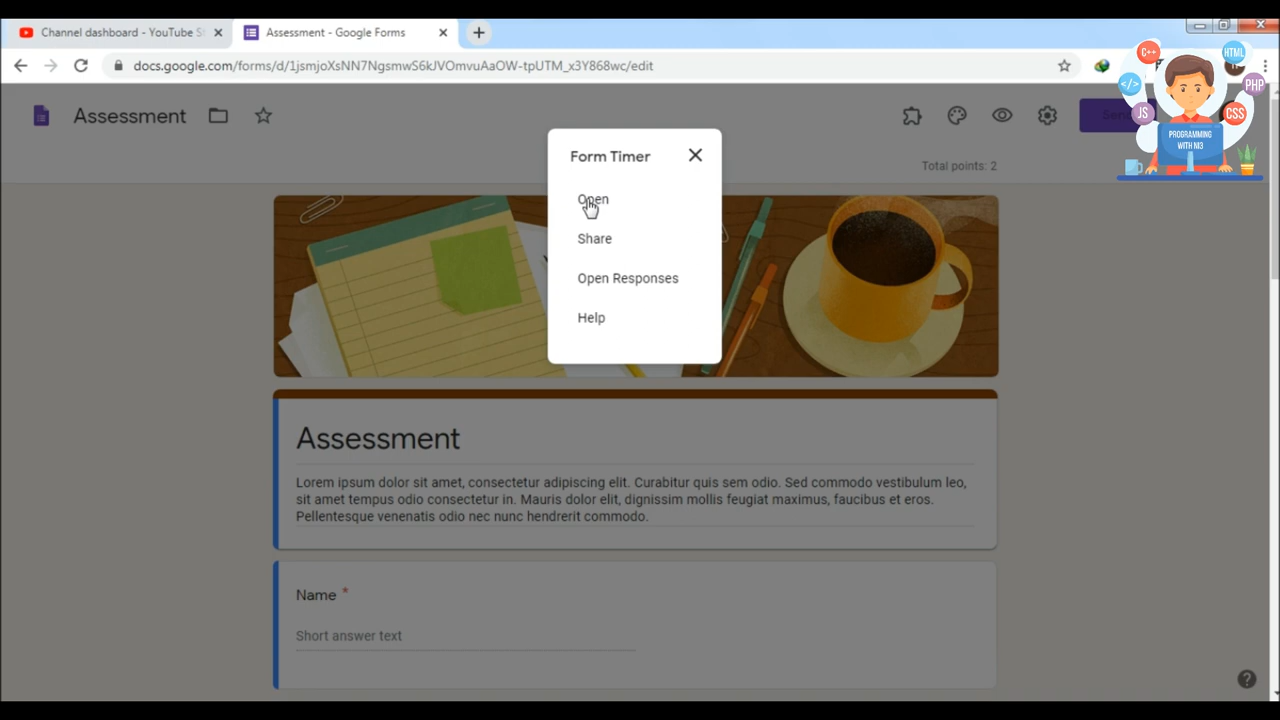 Channel dashboard - YouTube S
Assessment - Google Forms
docs.google.com/forms/d/1jsmjoXsNN7NgsmwS6kJVOmvuAaOW-tpUTM_x3Y868wc/edit
C++
HTML
</>
PHP
JS
CSS
PROGRAMMING
WITH NI3
Assessment
Send
Total points: 2
Form Timer
Open
Share
Open Responses
Help
Assessment
Lorem ipsum dolor sit amet, consectetur adipiscing elit. Curabitur quis sem odio. Sed commodo vestibulum leo,
sit amet tempus odio consectetur in. Mauris dolor elit, dignissim mollis feugiat maximus, faucibus et eros.
Pellentesque venenatis odio nec nunc hendrerit commodo.
Name *
Short answer text